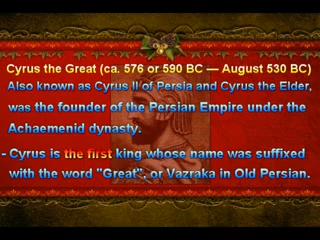 Cyrus the Great (ca. 576 or 590 BC — August 530 BC)
Also known as Cyrus II of Persia and Cyrus the Elder,
was the founder of the Persian Empire under the
Achaemenid dynasty.
- Cyrus is the first king whose name was suffixed
with the word "Great", or Vazraka in Old Persian.